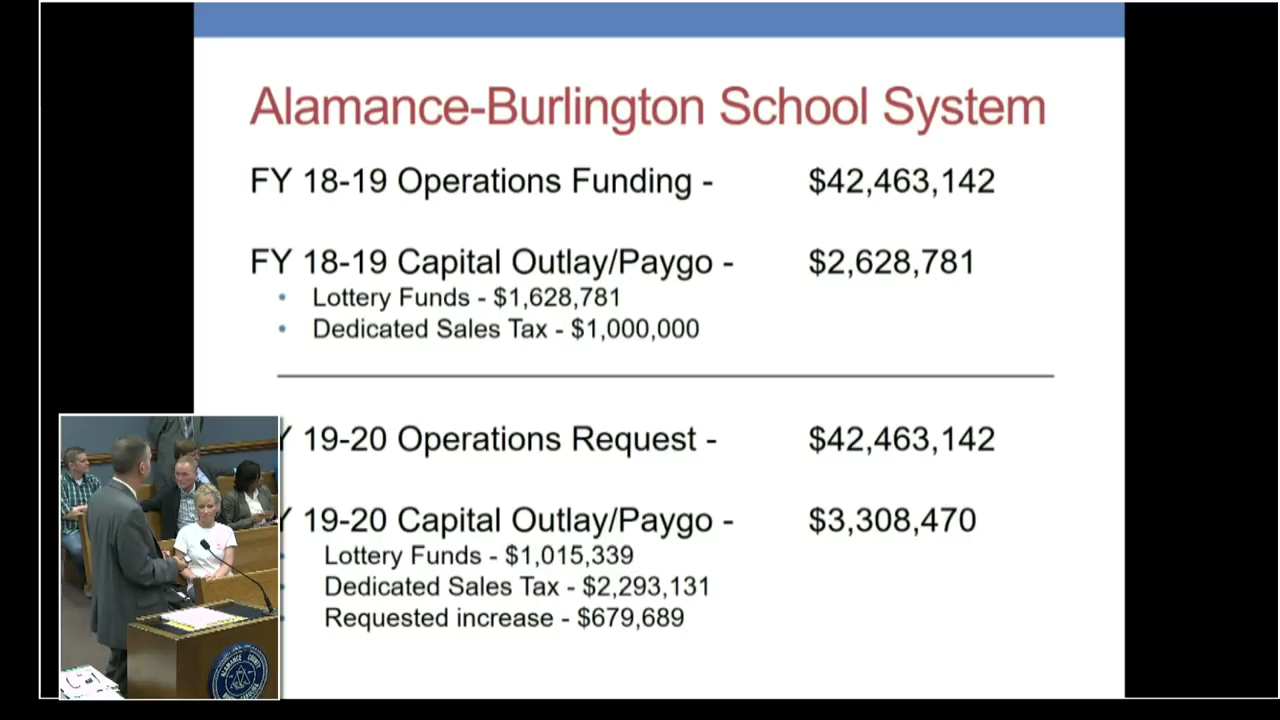 Alamance-Burlington School System
FY 18-19 Operations Funding - $42,463,142
FY 18-19 Capital Outlay/Paygo - $2,628,781
• Lottery Funds - $1,628,781
• Dedicated Sales Tax - $1,000,000
Y 19-20 Operations Request - $42,463,142
Y 19-20 Capital Outlay/Paygo - $3,308,470
Lottery Funds - $1,015,339
Dedicated Sales Tax - $2,293,131
Requested increase - $679,689
ALAMANCE COUNTY